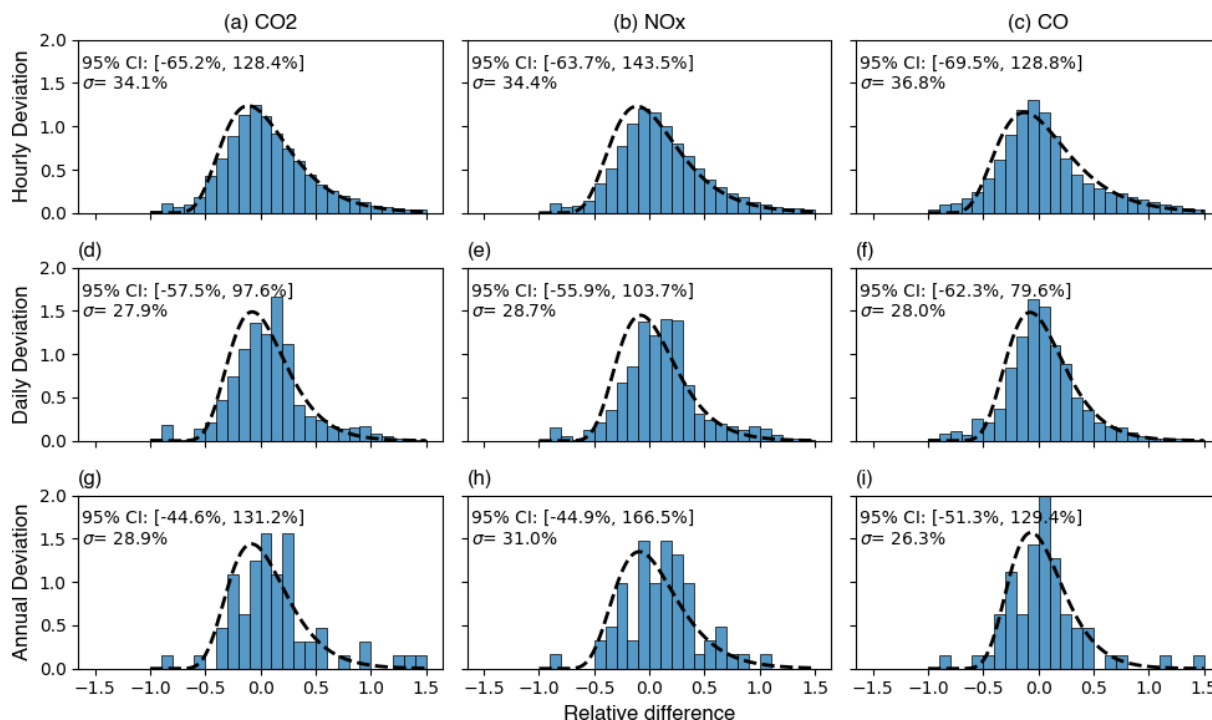 (a) CO2
(b) NOx
(c) CO
Hourly Deviation
2.0
1.5
1.0
0.5
0.0
95% CI: [-65.2%, 128.4%]
σ= 34.1%
95% CI: [-63.7%, 143.5%]
σ= 34.4%
95% CI: [-69.5%, 128.8%]
σ= 36.8%
(d)
(e)
(f)
Daily Deviation
2.0
1.5
1.0
0.5
0.0
95% CI: [-57.5%, 97.6%]
σ= 27.9%
95% CI: [-55.9%, 103.7%]
σ= 28.7%
95% CI: [-62.3%, 79.6%]
σ= 28.0%
(g)
(h)
(i)
Annual Deviation
2.0
1.5
1.0
0.5
0.0
95% CI: [-44.6%, 131.2%]
σ= 28.9%
95% CI: [-44.9%, 166.5%]
σ= 31.0%
95% CI: [-51.3%, 129.4%]
σ= 26.3%
−1.5 −1.0 −0.5 0.0 0.5 1.0 1.5
−1.5 −1.0 −0.5 0.0 0.5 1.0 1.5
−1.5 −1.0 −0.5 0.0 0.5 1.0 1.5
Relative difference